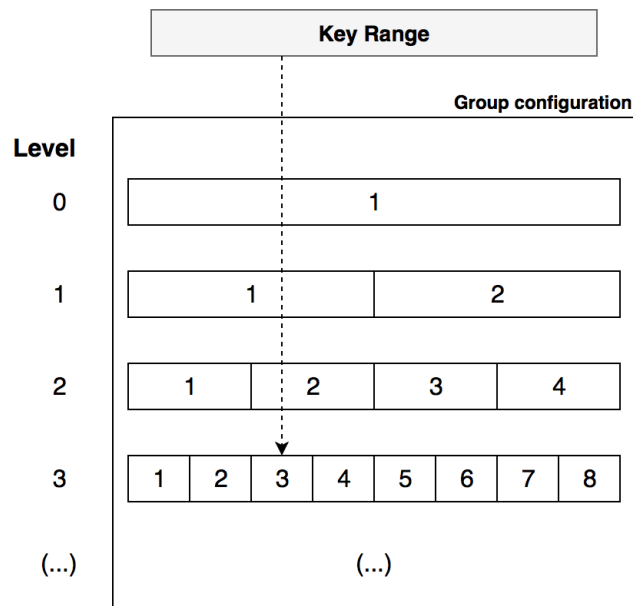 Key Range
Group configuration
Level
0 1
1 1 2
2 1 2 3 4
3 1 2 3 4 5 6 7 8
(...) (...)